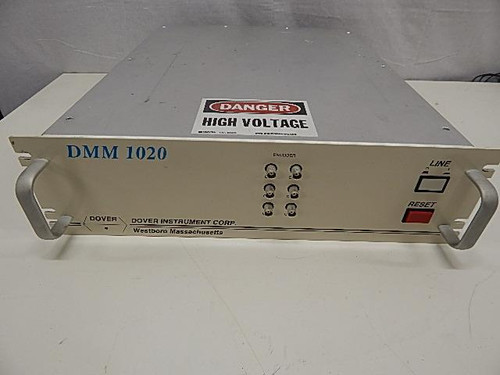 DANGER
HIGH VOLTAGE
DMM 1020
LINE
RESET
DOVER
DOVER INSTRUMENT CORP.
Westboro Massachusetts